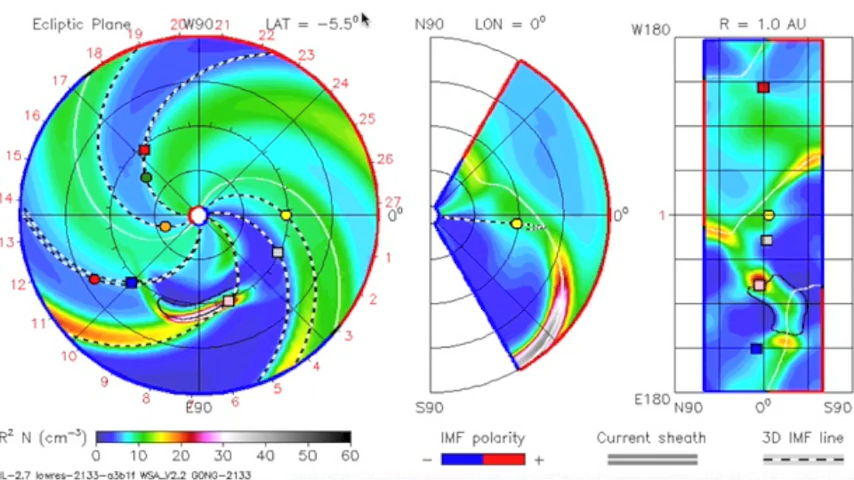 Ecliptic Plane W90 LAT = −5.5° N90 LON = 0° W180 R = 1.0 AU
20 21
19 22
18 23
17 24
16 25
15 26
14 27
0° 0° 1
13 1
12 2
11 3
10 4
9 5
8 6
E90 S90 E180 N90 0° S90
R² N (cm⁻³)
0 10 20 30 40 50 60
IMF polarity
− +
Current sheath
3D IMF line
IL-2.7 lowres-2133-a3b1f WSA_V2.2 GONG-2133